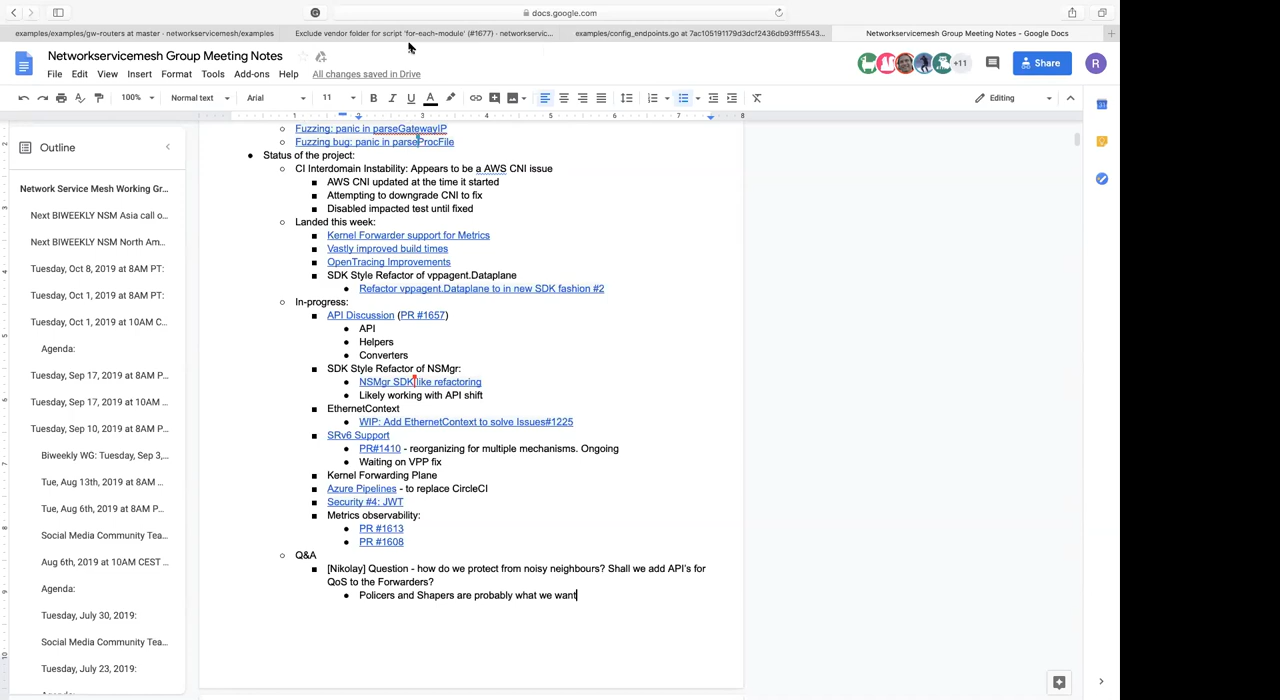 docs.google.com
examples/examples/gw-routers at master · networkservicemesh/examples
Exclude vendor folder for script 'for-each-module' (#1677) · networkservic...
examples/config_endpoints.go at 7ac105191179d3dcf2436db93fff5543...
Networkservicemesh Group Meeting Notes - Google Docs
Networkservicemesh Group Meeting Notes
File Edit View Insert Format Tools Add-ons Help All changes saved in Drive
+11
Share
R
100% Normal text Arial 11 B I U A Editing
1 2 3 4 5 6 7 8
Outline
Network Service Mesh Working Gr...
Next BIWEEKLY NSM Asia call o...
Next BIWEEKLY NSM North Am...
Tuesday, Oct 8, 2019 at 8AM PT:
Tuesday, Oct 1, 2019 at 8AM PT:
Tuesday, Oct 1, 2019 at 10AM C...
Agenda:
Tuesday, Sep 17, 2019 at 8AM P...
Tuesday, Sep 17, 2019 at 10AM ...
Tuesday, Sep 10, 2019 at 8AM P...
Biweekly WG: Tuesday, Sep 3,...
Tue, Aug 13th, 2019 at 8AM ...
Tue, Aug 6th, 2019 at 8AM P...
Social Media Community Tea...
Aug 6th, 2019 at 10AM CEST ...
Agenda:
Tuesday, July 30, 2019:
Social Media Community Tea...
Tuesday, July 23, 2019:
Fuzzing: panic in parseGatewayIP
Fuzzing bug: panic in parseProcFile
Status of the project:
CI Interdomain Instability: Appears to be a AWS CNI issue
AWS CNI updated at the time it started
Attempting to downgrade CNI to fix
Disabled impacted test until fixed
Landed this week:
Kernel Forwarder support for Metrics
Vastly improved build times
OpenTracing Improvements
SDK Style Refactor of vppagent.Dataplane
Refactor vppagent.Dataplane to in new SDK fashion #2
In-progress:
API Discussion (PR #1657)
API
Helpers
Converters
SDK Style Refactor of NSMgr:
NSMgr SDK like refactoring
Likely working with API shift
EthernetContext
WIP: Add EthernetContext to solve Issues#1225
SRv6 Support
PR#1410 - reorganizing for multiple mechanisms. Ongoing
Waiting on VPP fix
Kernel Forwarding Plane
Azure Pipelines - to replace CircleCI
Security #4: JWT
Metrics observability:
PR #1613
PR #1608
Q&A
[Nikolay] Question - how do we protect from noisy neighbours? Shall we add API's for
QoS to the Forwarders?
Policers and Shapers are probably what we want